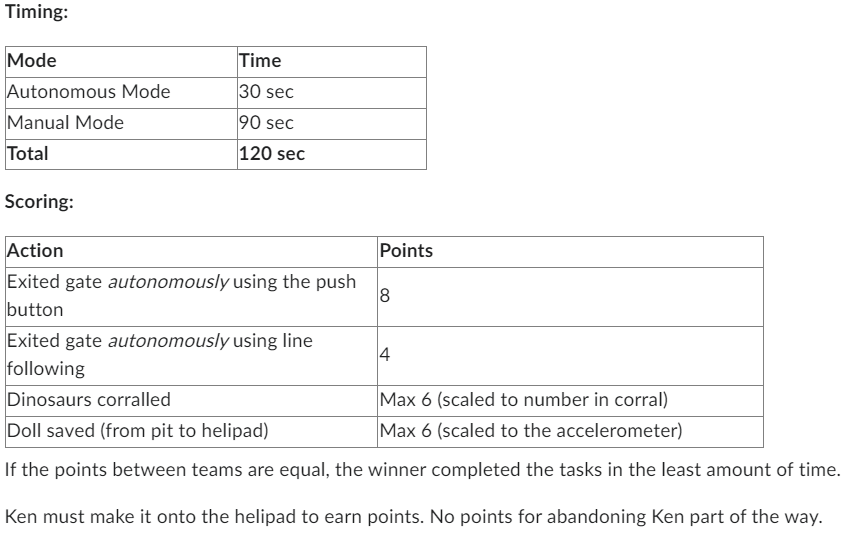 Timing:
Mode Time
Autonomous Mode 30 sec
Manual Mode 90 sec
Total 120 sec
Scoring:
Action Points
Exited gate autonomously using the push
button
8
Exited gate autonomously using line
following
4
Dinosaurs corralled Max 6 (scaled to number in corral)
Doll saved (from pit to helipad) Max 6 (scaled to the accelerometer)
If the points between teams are equal, the winner completed the tasks in the least amount of time.
Ken must make it onto the helipad to earn points. No points for abandoning Ken part of the way.